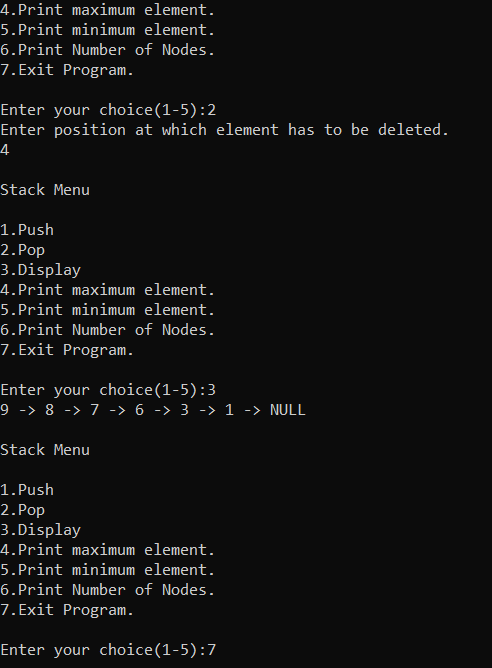 4.Print maximum element.
5.Print minimum element.
6.Print Number of Nodes.
7.Exit Program.
Enter your choice(1-5):2
Enter position at which element has to be deleted.
4
Stack Menu
1.Push
2.Pop
3.Display
4.Print maximum element.
5.Print minimum element.
6.Print Number of Nodes.
7.Exit Program.
Enter your choice(1-5):3
9 -> 8 -> 7 -> 6 -> 3 -> 1 -> NULL
Stack Menu
1.Push
2.Pop
3.Display
4.Print maximum element.
5.Print minimum element.
6.Print Number of Nodes.
7.Exit Program.
Enter your choice(1-5):7